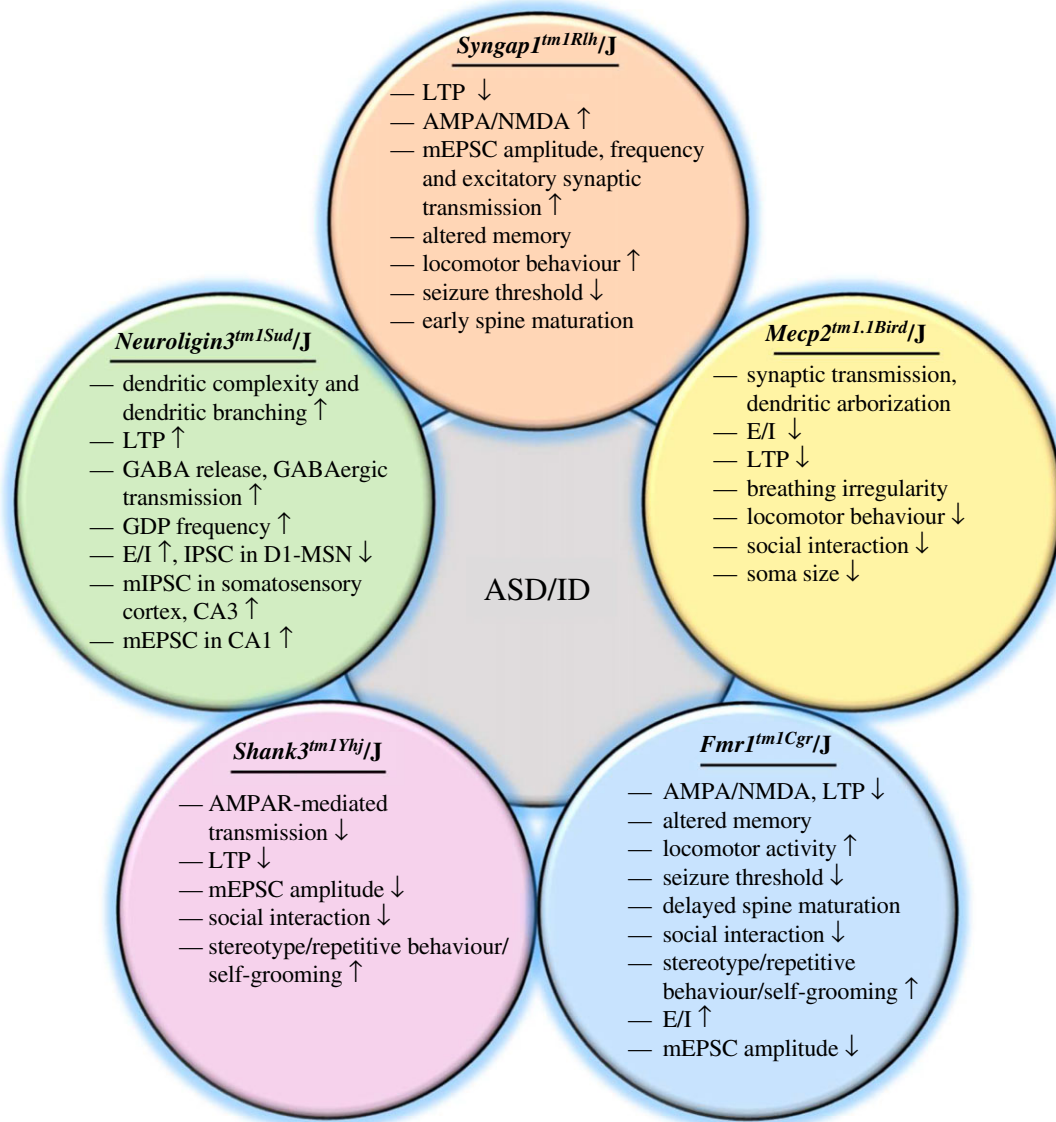 Syngap1tm1Rlh/J
— LTP ↓
— AMPA/NMDA ↑
— mEPSC amplitude, frequency
and excitatory synaptic
transmission ↑
— altered memory
— locomotor behaviour ↑
— seizure threshold ↓
— early spine maturation
Neuroligin3tm1Sud/J
— dendritic complexity and
dendritic branching ↑
— LTP ↑
— GABA release, GABAergic
transmission ↑
— GDP frequency ↑
— E/I ↑, IPSC in D1-MSN ↓
— mIPSC in somatosensory
cortex, CA3 ↑
— mEPSC in CA1 ↑
Mecp2tm1.1Bird/J
— synaptic transmission,
dendritic arborization
— E/I ↓
— LTP ↓
— breathing irregularity
— locomotor behaviour ↓
— social interaction ↓
— soma size ↓
ASD/ID
Shank3tm1Yhj/J
— AMPAR-mediated
transmission ↓
— LTP ↓
— mEPSC amplitude ↓
— social interaction ↓
— stereotype/repetitive behaviour/
self-grooming ↑
Fmr1tm1Cgr/J
— AMPA/NMDA, LTP ↓
— altered memory
— locomotor activity ↑
— seizure threshold ↓
— delayed spine maturation
— social interaction ↓
— stereotype/repetitive
behaviour/self-grooming ↑
— E/I ↑
— mEPSC amplitude ↓